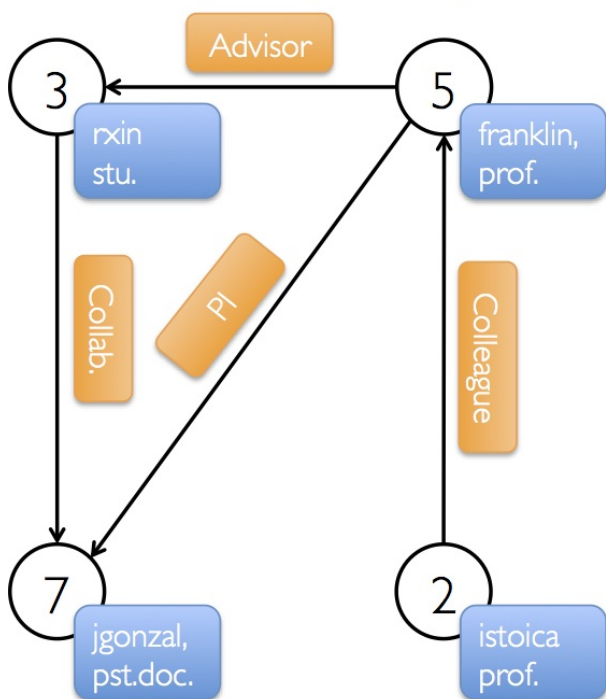 Advisor
3
5
rxin
stu.
franklin,
prof.
Collab.
PI
Colleague
7
2
jgonzal,
pst.doc.
istoica
prof.